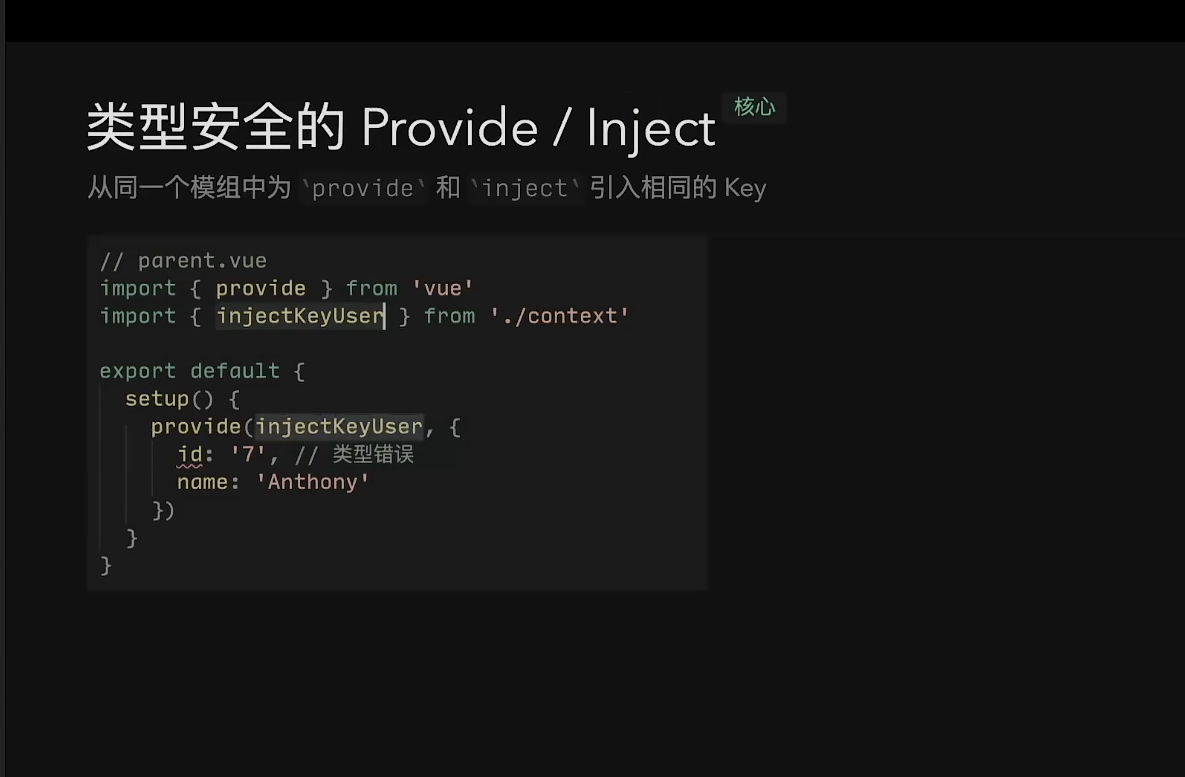 类型安全的 Provide / Inject 核心
从同一个模组中为 `provide` 和 `inject` 引入相同的 Key
// parent.vue
import { provide } from 'vue'
import { injectKeyUser } from './context'
export default {
  setup() {
    provide(injectKeyUser, {
      id: '7', // 类型错误
      name: 'Anthony'
    })
  }
}